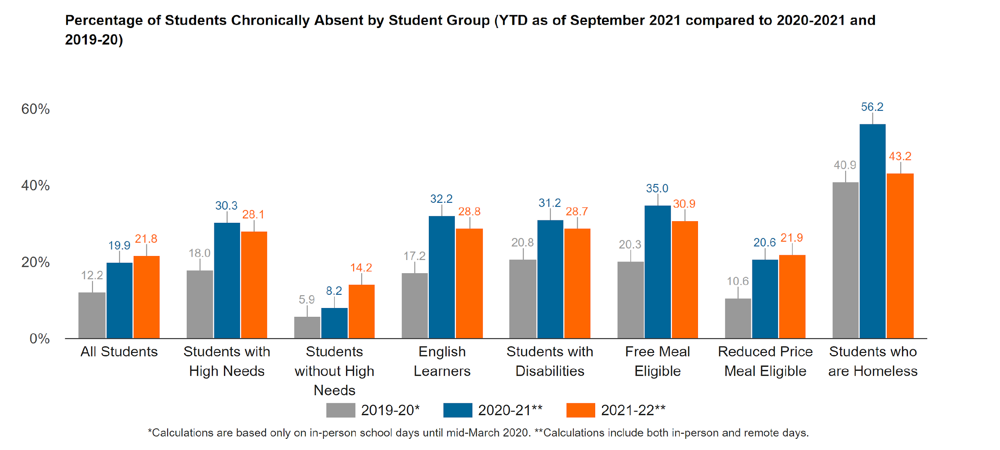 Percentage of Students Chronically Absent by Student Group (YTD as of September 2021 compared to 2020-2021 and
2019-20)
60%
40%
20%
0%
12.2
19.9
21.8
18.0
30.3
28.1
5.9
8.2
14.2
17.2
32.2
28.8
20.8
31.2
28.7
20.3
35.0
30.9
10.6
20.6
21.9
40.9
56.2
43.2
All Students
Students with
High Needs
Students
without High
Needs
English
Learners
Students with
Disabilities
Free Meal
Eligible
Reduced Price
Meal Eligible
Students who
are Homeless
2019-20*
2020-21**
2021-22**
*Calculations are based only on in-person school days until mid-March 2020. **Calculations include both in-person and remote days.